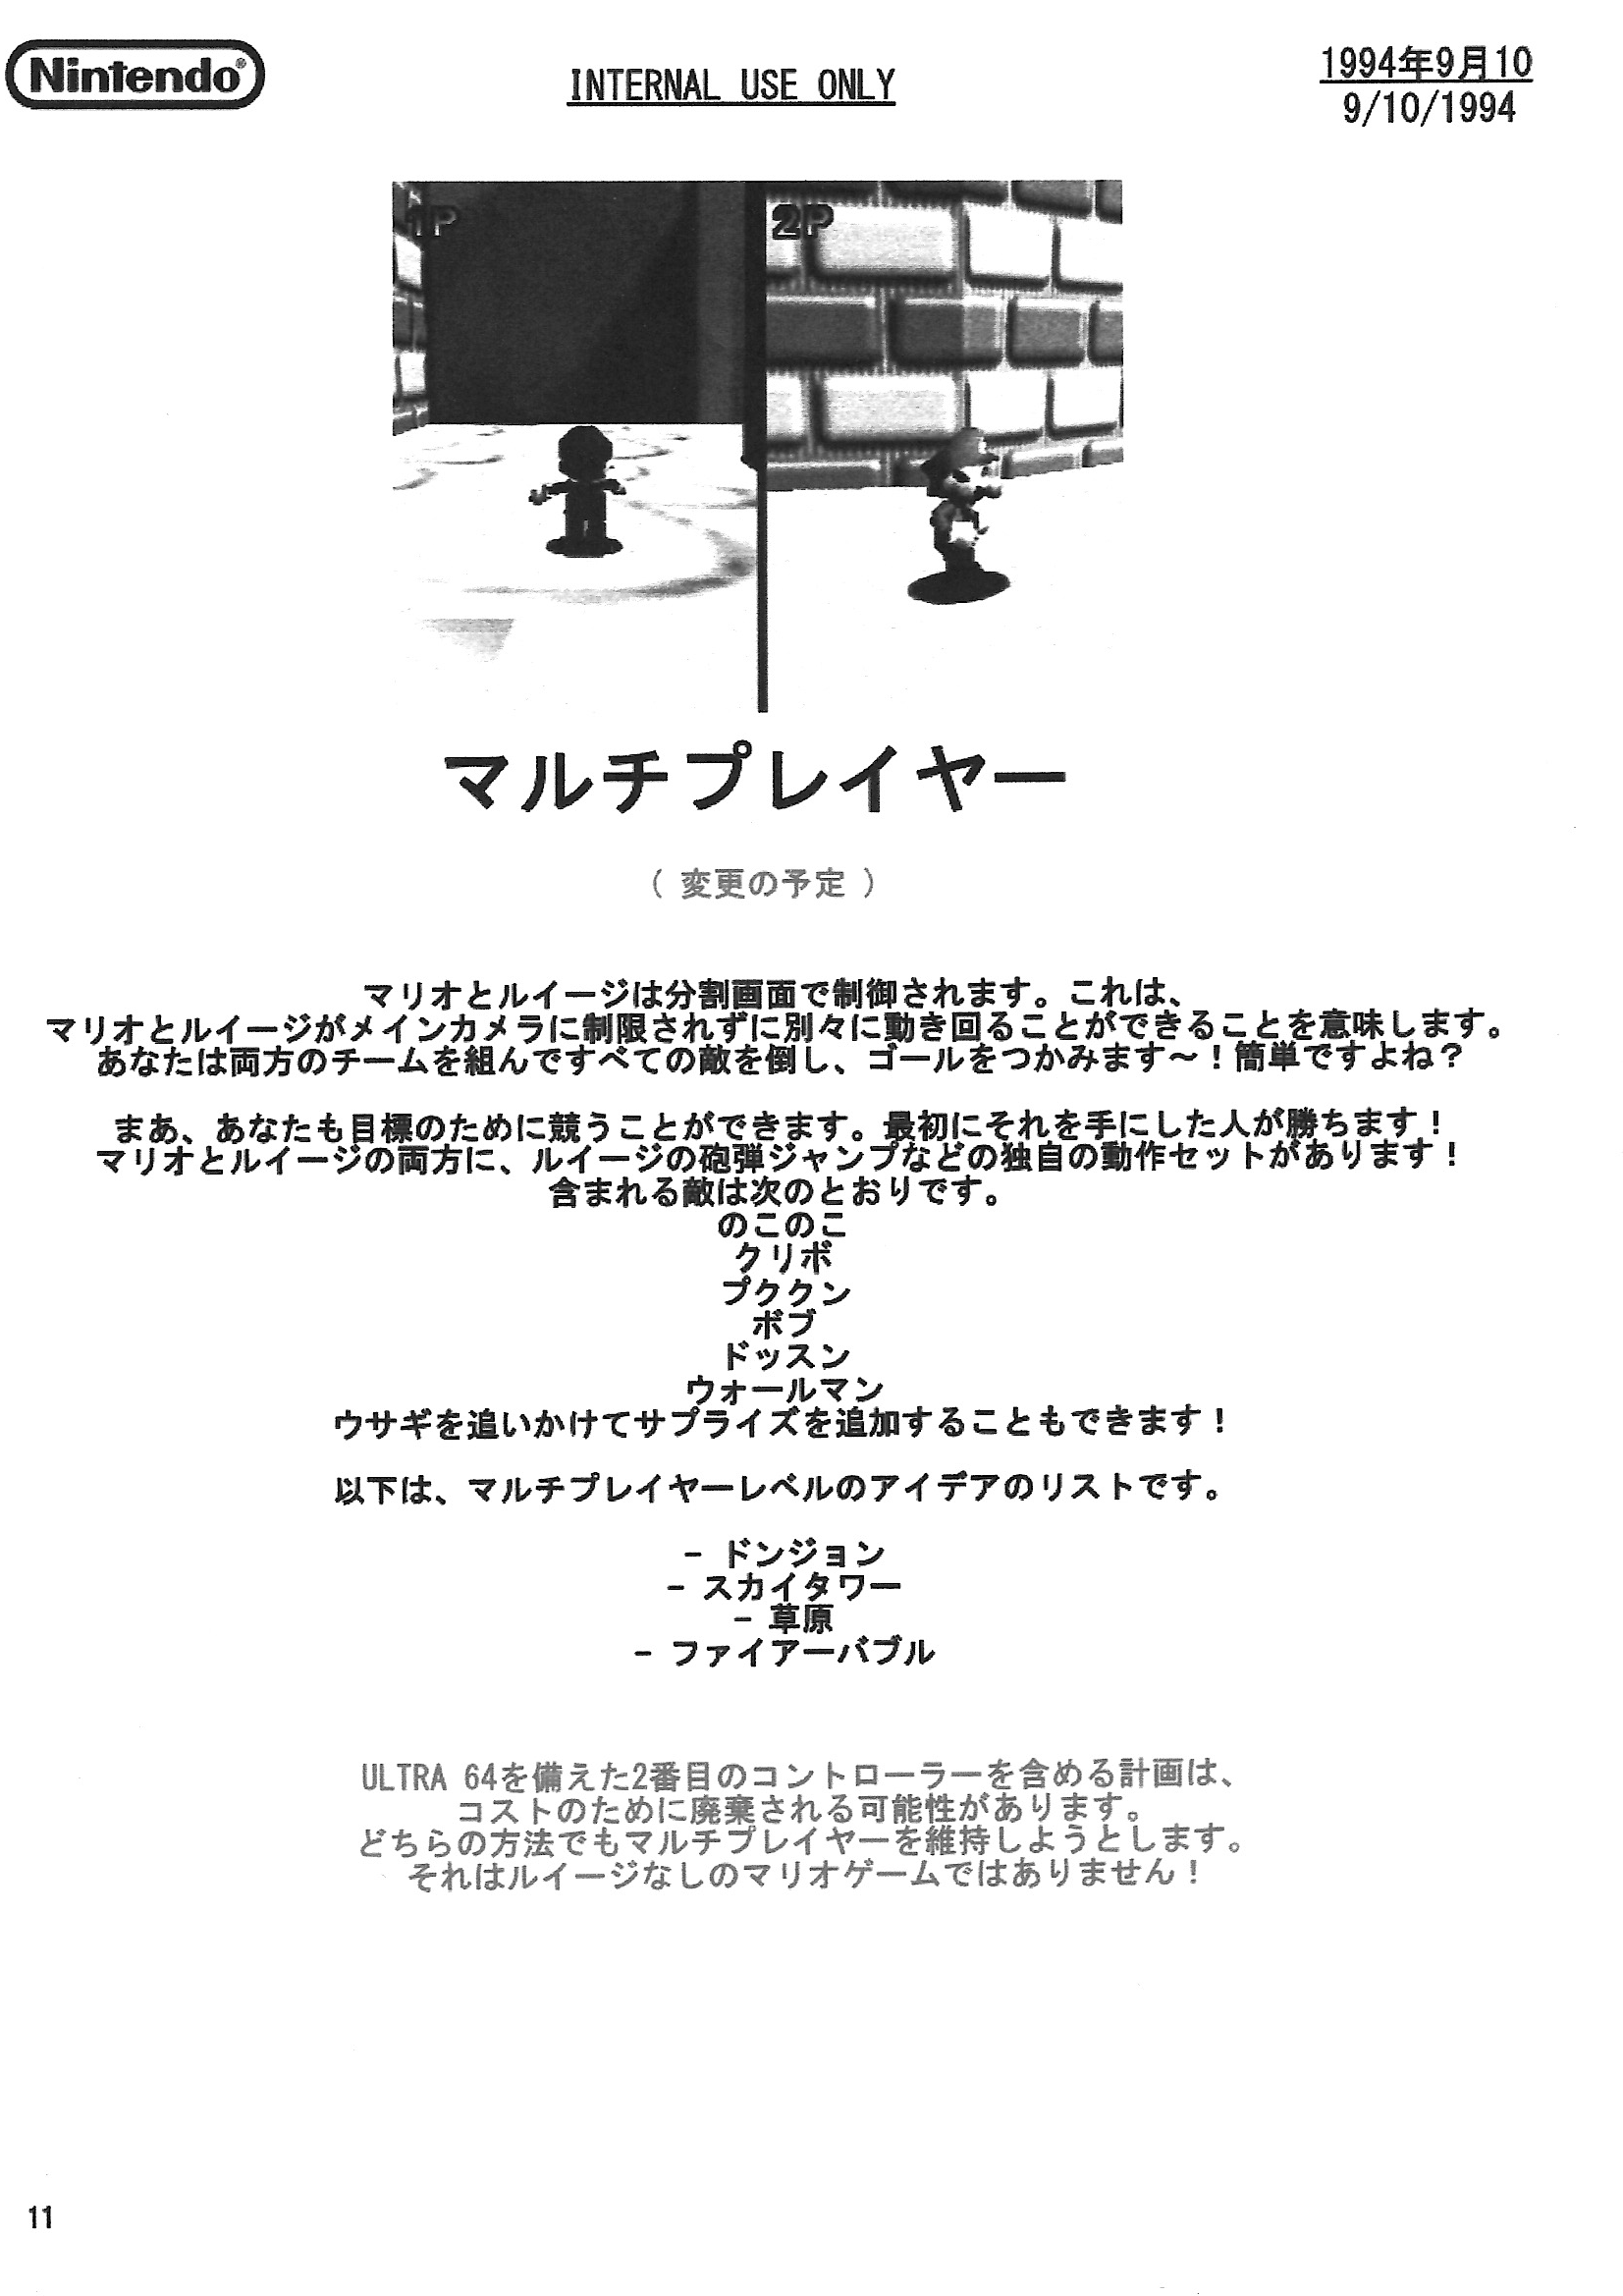 Nintendo®
INTERNAL USE ONLY
1994年9月10
9/10/1994
1P
2P
マルチプレイヤー
( 変更の予定 )
マリオとルイージは分割画面で制御されます。これは、
マリオとルイージがメインカメラに制限されずに別々に動き回ることができることを意味します。
あなたは両方のチームを組んですべての敵を倒し、ゴールをつかみます～！簡単ですよね？
まあ、あなたも目標のために競うことができます。最初にそれを手にした人が勝ちます！
マリオとルイージの両方に、ルイージの砲弾ジャンプなどの独自の動作セットがあります！
含まれる敵は次のとおりです。
のこのこ
クリボ
プククン
ボブ
ドッスン
ウォールマン
ウサギを追いかけてサプライズを追加することもできます！
以下は、マルチプレイヤーレベルのアイデアのリストです。
- ドンジョン
- スカイタワー
- 草原
- ファイアーバブル
ULTRA 64を備えた2番目のコントローラーを含める計画は、
コストのために廃棄される可能性があります。
どちらの方法でもマルチプレイヤーを維持しようとします。
それはルイージなしのマリオゲームではありません！
11